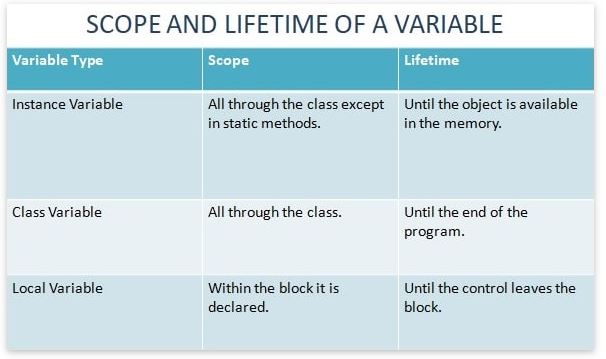 SCOPE AND LIFETIME OF A VARIABLE
Variable Type Scope Lifetime
Instance Variable All through the class except Until the object is available
in static methods. in the memory.
Class Variable All through the class. Until the end of the
program.
Local Variable Within the block it is Until the control leaves the
declared. block.